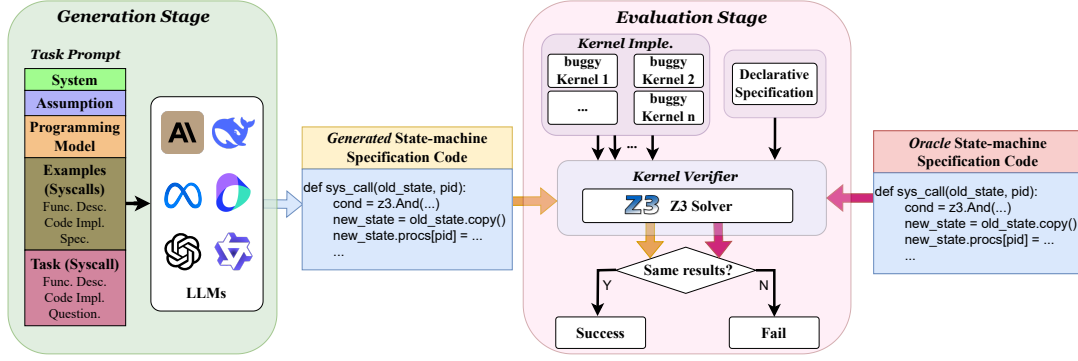 Generation Stage
Task Prompt
System
Assumption
Programming
Model
Examples
(Syscalls)
Func. Desc.
Code Impl.
Spec.
Task (Syscall)
Func. Desc.
Code Impl.
Question.
LLMs
Generated State-machine
Specification Code
def sys_call(old_state, pid):
cond = z3.And(...)
new_state = old_state.copy()
new_state.procs[pid] = ...
...
Evaluation Stage
Kernel Imple.
buggy
Kernel 1
buggy
Kernel 2
...
buggy
Kernel n
Declarative
Specification
...
Kernel Verifier
Z3 Z3 Solver
Same results?
Y
N
Success
Fail
Oracle State-machine
Specification Code
def sys_call(old_state, pid):
cond = z3.And(...)
new_state = old_state.copy()
new_state.procs[pid] = ...
...